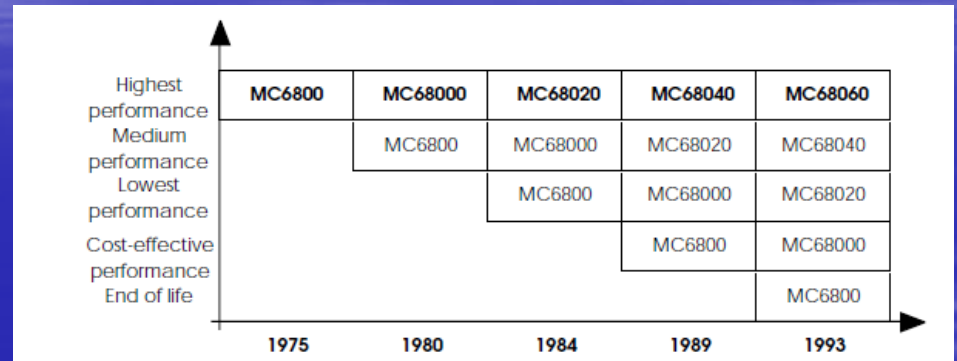 Highest
performance
MC6800 MC68000 MC68020 MC68040 MC68060
Medium
performance
MC6800 MC68000 MC68020 MC68040
Lowest
performance
MC6800 MC68000 MC68020
Cost-effective
performance
MC6800 MC68000
End of life
MC6800
1975 1980 1984 1989 1993